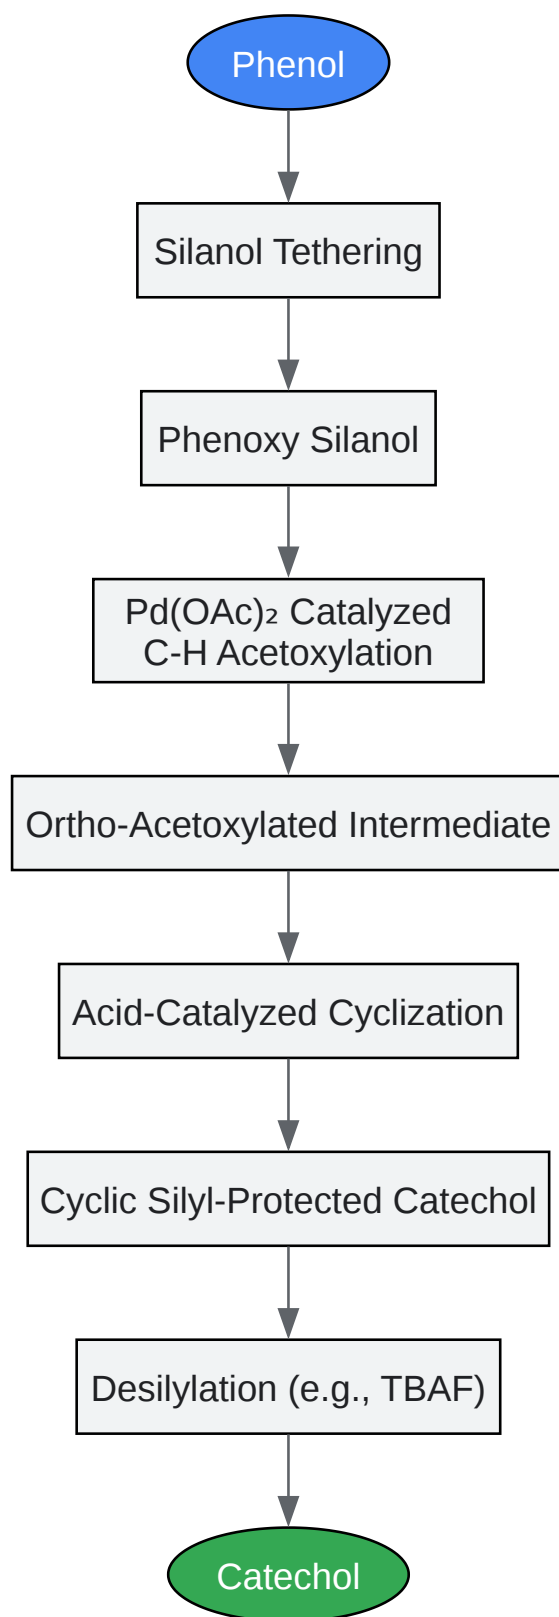 Phenol
Silanol Tethering
Phenoxy Silanol
Pd(OAc)₂ Catalyzed
C-H Acetoxylation
Ortho-Acetoxylated Intermediate
Acid-Catalyzed Cyclization
Cyclic Silyl-Protected Catechol
Desilylation (e.g., TBAF)
Catechol